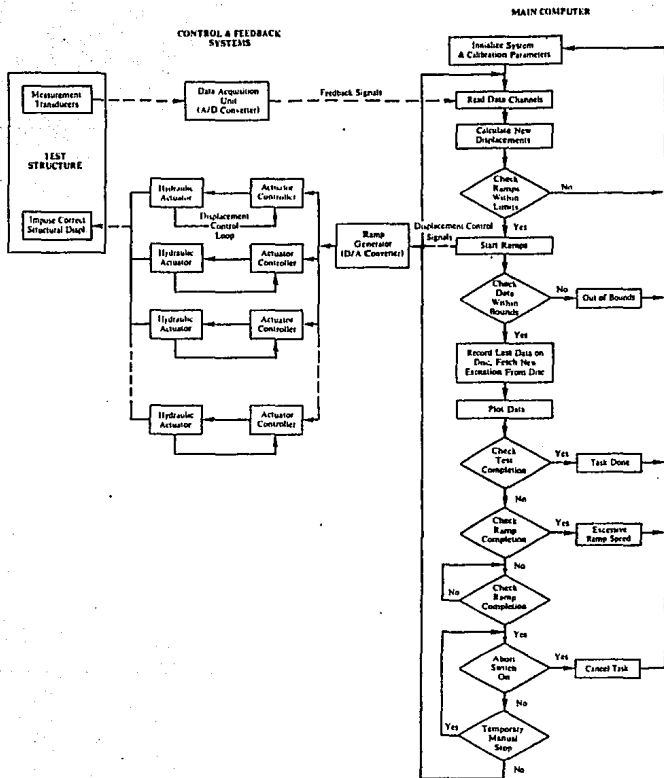 MAIN COMPUTER
CONTROL & FEEDBACK
SYSTEMS
Initialize System
& Calibration Parameters
Measurement
Transducers
Data Acquisition
Unit
(A/D Converter)
Feedback Signals
Read Data Channels
Calculate New
Displacements
TEST
STRUCTURE
Check
Ramps Within
Limits
No
Yes
Impose Correct
Structural Displ.
Hydraulic
Actuator
Actuator
Controller
Displacement
Control
Loop
Ramp
Generator
(D/A Converter)
Displacement Control
Signals
Start Ramps
Hydraulic
Actuator
Actuator
Controller
Check
Data
Within
Bounds
No
Out of Bounds
Yes
Hydraulic
Actuator
Actuator
Controller
Record Last Data on
Disc, Fetch New
Excitation From Disc
Plot Data
Hydraulic
Actuator
Actuator
Controller
Check
Test
Completion
Yes
Task Done
No
Check
Ramp
Completion
Yes
Excessive
Ramp Speed
No
Check
Ramp
Completion
No
Yes
Abort
Switch
On
Yes
Cancel Task
No
Temporary
Manual
Stop
Yes
No